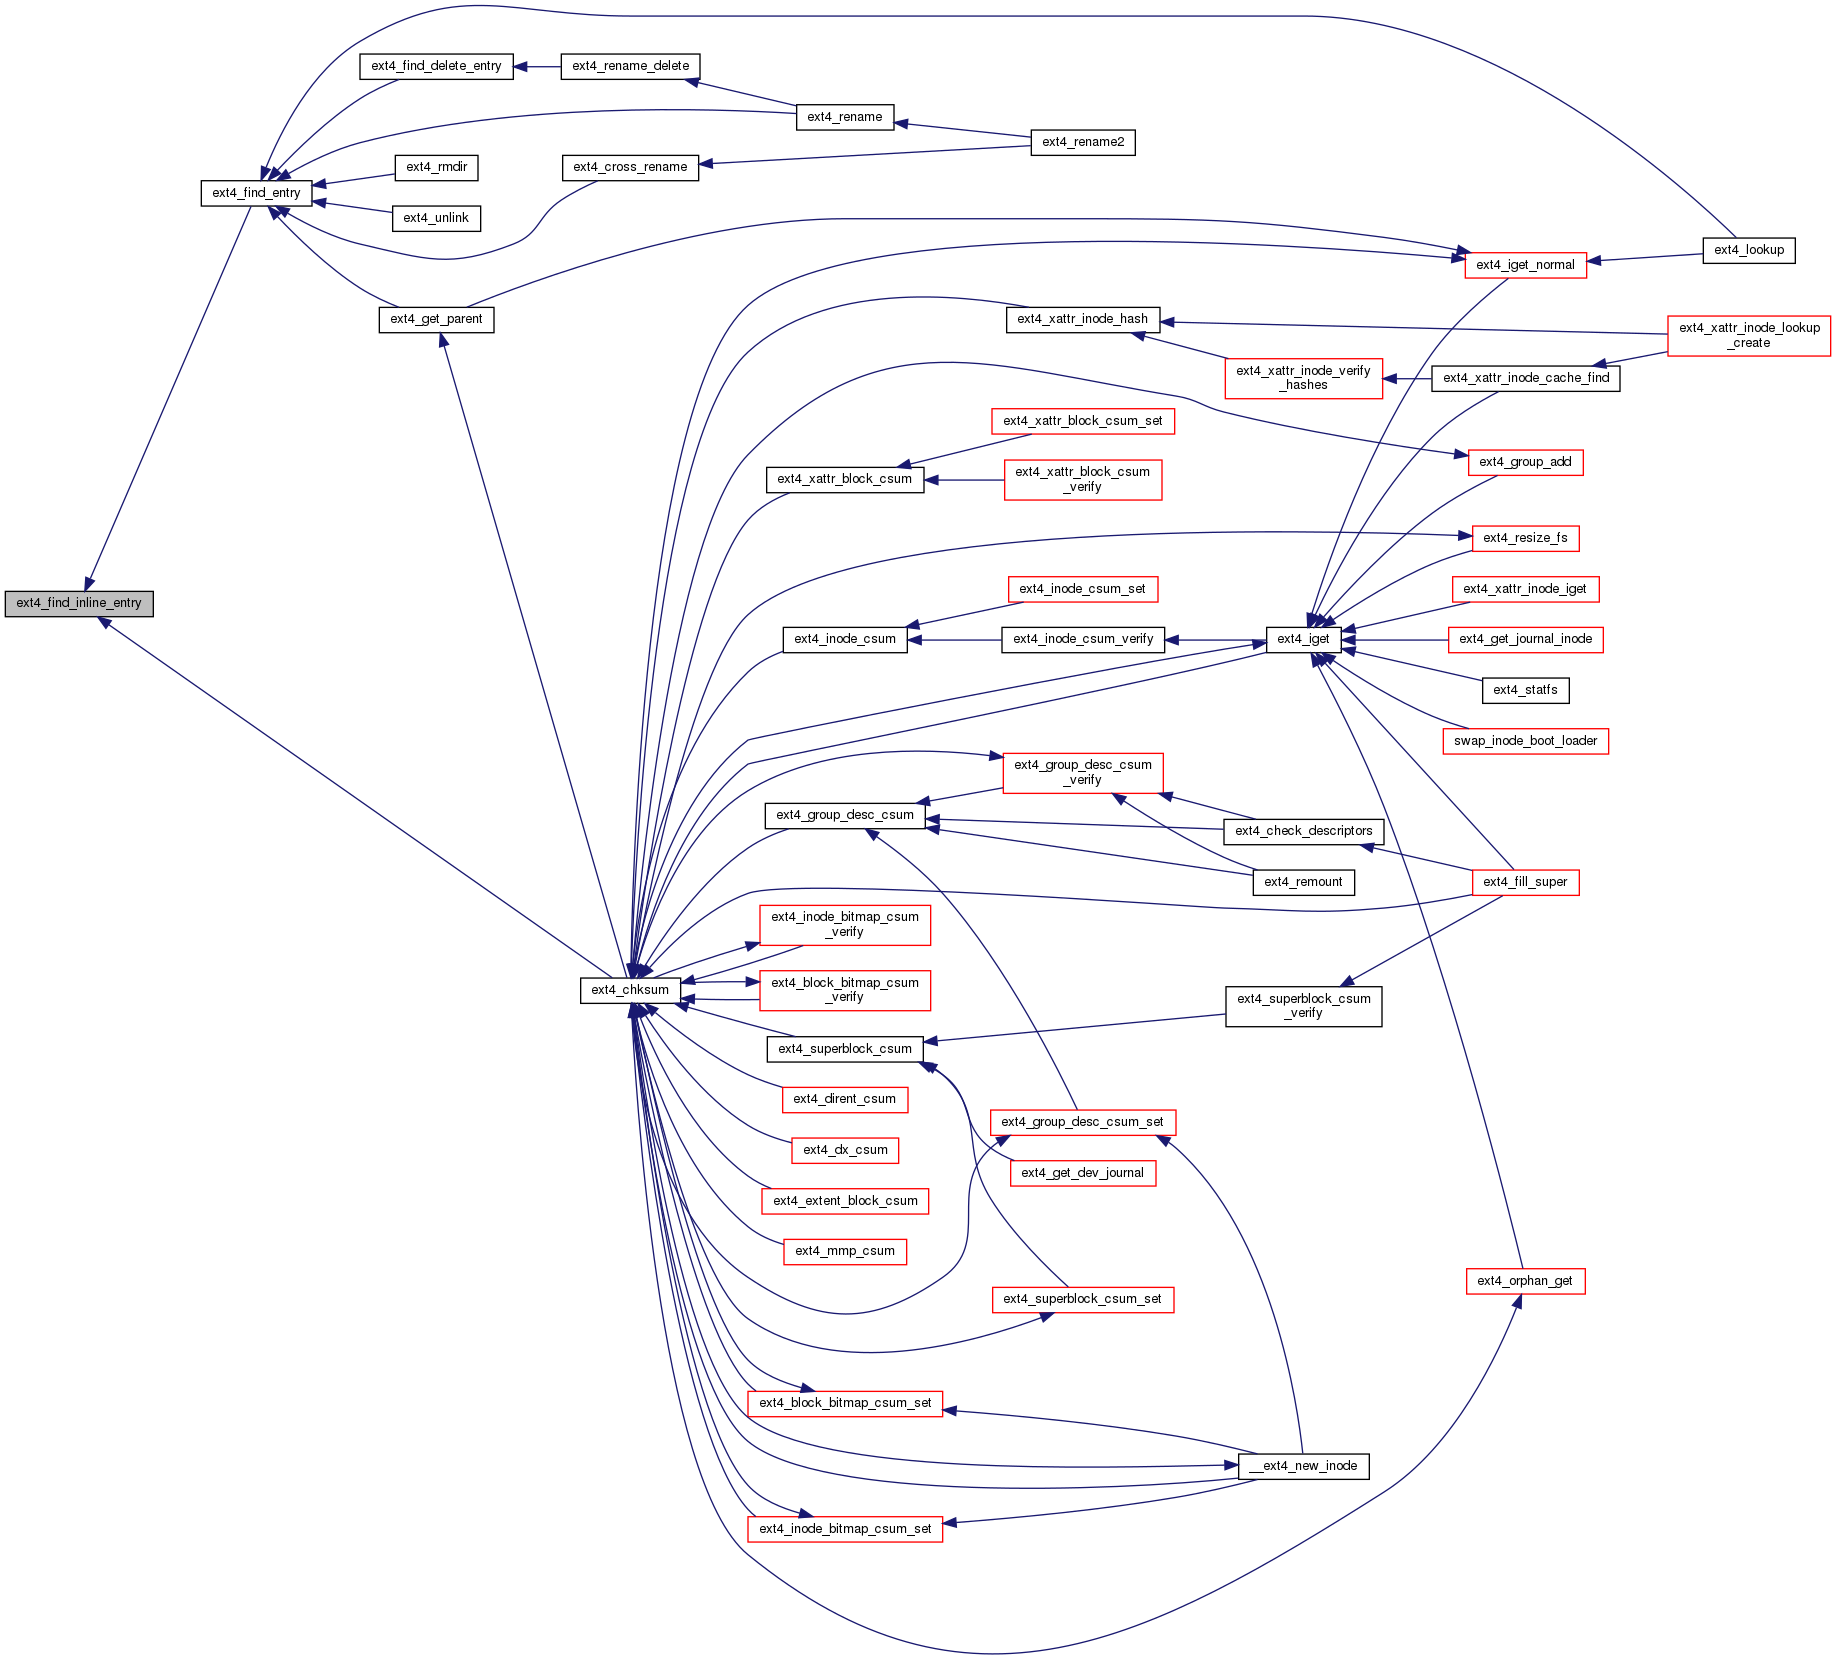 ext4_find_delete_entry
ext4_rename_delete
ext4_rename
ext4_rename2
ext4_rmdir
ext4_cross_rename
ext4_find_entry
ext4_unlink
ext4_lookup
ext4_iget_normal
ext4_get_parent
ext4_xattr_inode_hash
ext4_xattr_inode_lookup
_create
ext4_xattr_inode_verify
_hashes
ext4_xattr_inode_cache_find
ext4_xattr_block_csum_set
ext4_group_add
ext4_xattr_block_csum
ext4_xattr_block_csum
_verify
ext4_resize_fs
ext4_inode_csum_set
ext4_xattr_inode_iget
ext4_find_inline_entry
ext4_inode_csum
ext4_inode_csum_verify
ext4_iget
ext4_get_journal_inode
ext4_statfs
swap_inode_boot_loader
ext4_group_desc_csum
_verify
ext4_group_desc_csum
ext4_check_descriptors
ext4_remount
ext4_fill_super
ext4_inode_bitmap_csum
_verify
ext4_chksum
ext4_block_bitmap_csum
_verify
ext4_superblock_csum
_verify
ext4_superblock_csum
ext4_dirent_csum
ext4_group_desc_csum_set
ext4_dx_csum
ext4_get_dev_journal
ext4_extent_block_csum
ext4_mmp_csum
ext4_orphan_get
ext4_superblock_csum_set
ext4_block_bitmap_csum_set
__ext4_new_inode
ext4_inode_bitmap_csum_set